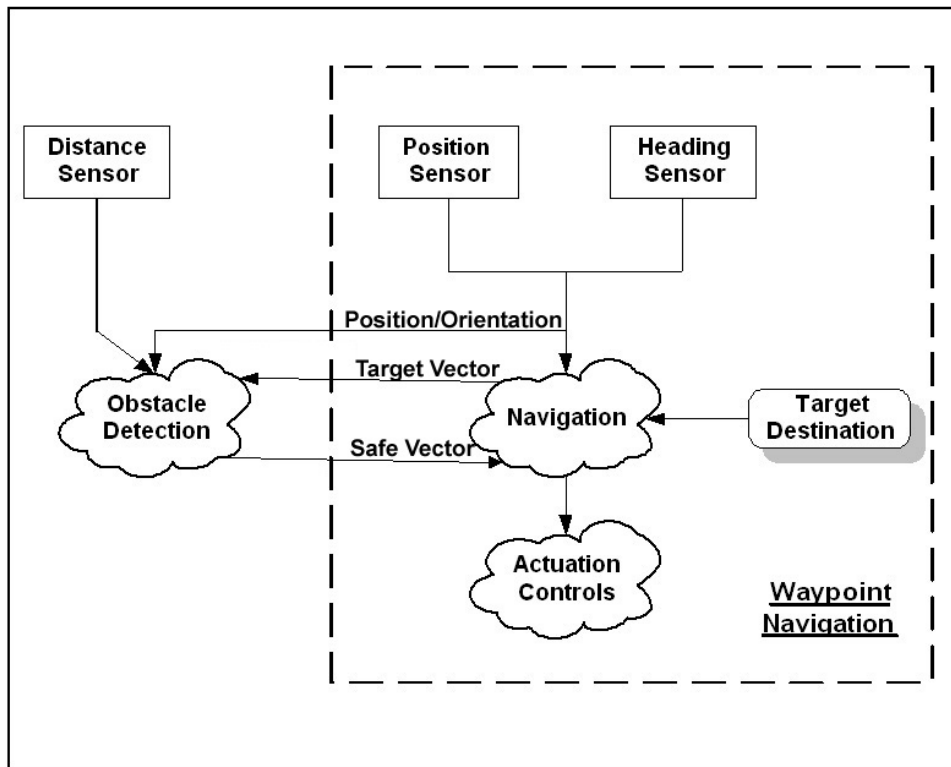 Distance
Sensor
Position
Sensor
Heading
Sensor
Position/Orientation
Target Vector
Obstacle
Detection
Navigation
Target
Destination
Safe Vector
Actuation
Controls
Waypoint
Navigation